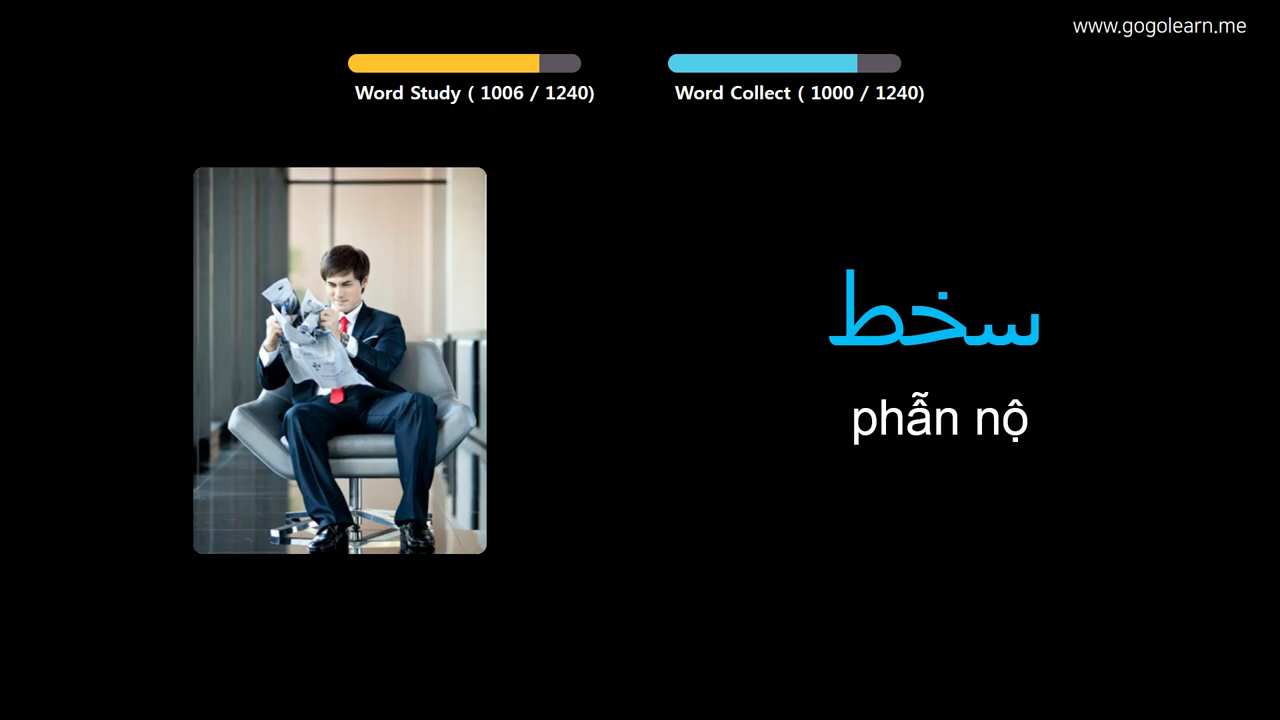 www.gogolearn.me
Word Study ( 1006 / 1240)
Word Collect ( 1000 / 1240)
سخط
phẫn nộ